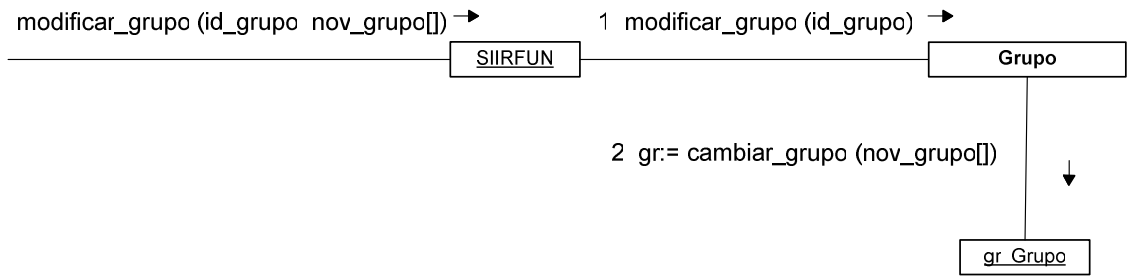 modificar_grupo (id_grupo nov_grupo[])
1 modificar_grupo (id_grupo)
SIIRFUN
Grupo
2 gr:= cambiar_grupo (nov_grupo[])
gr Grupo